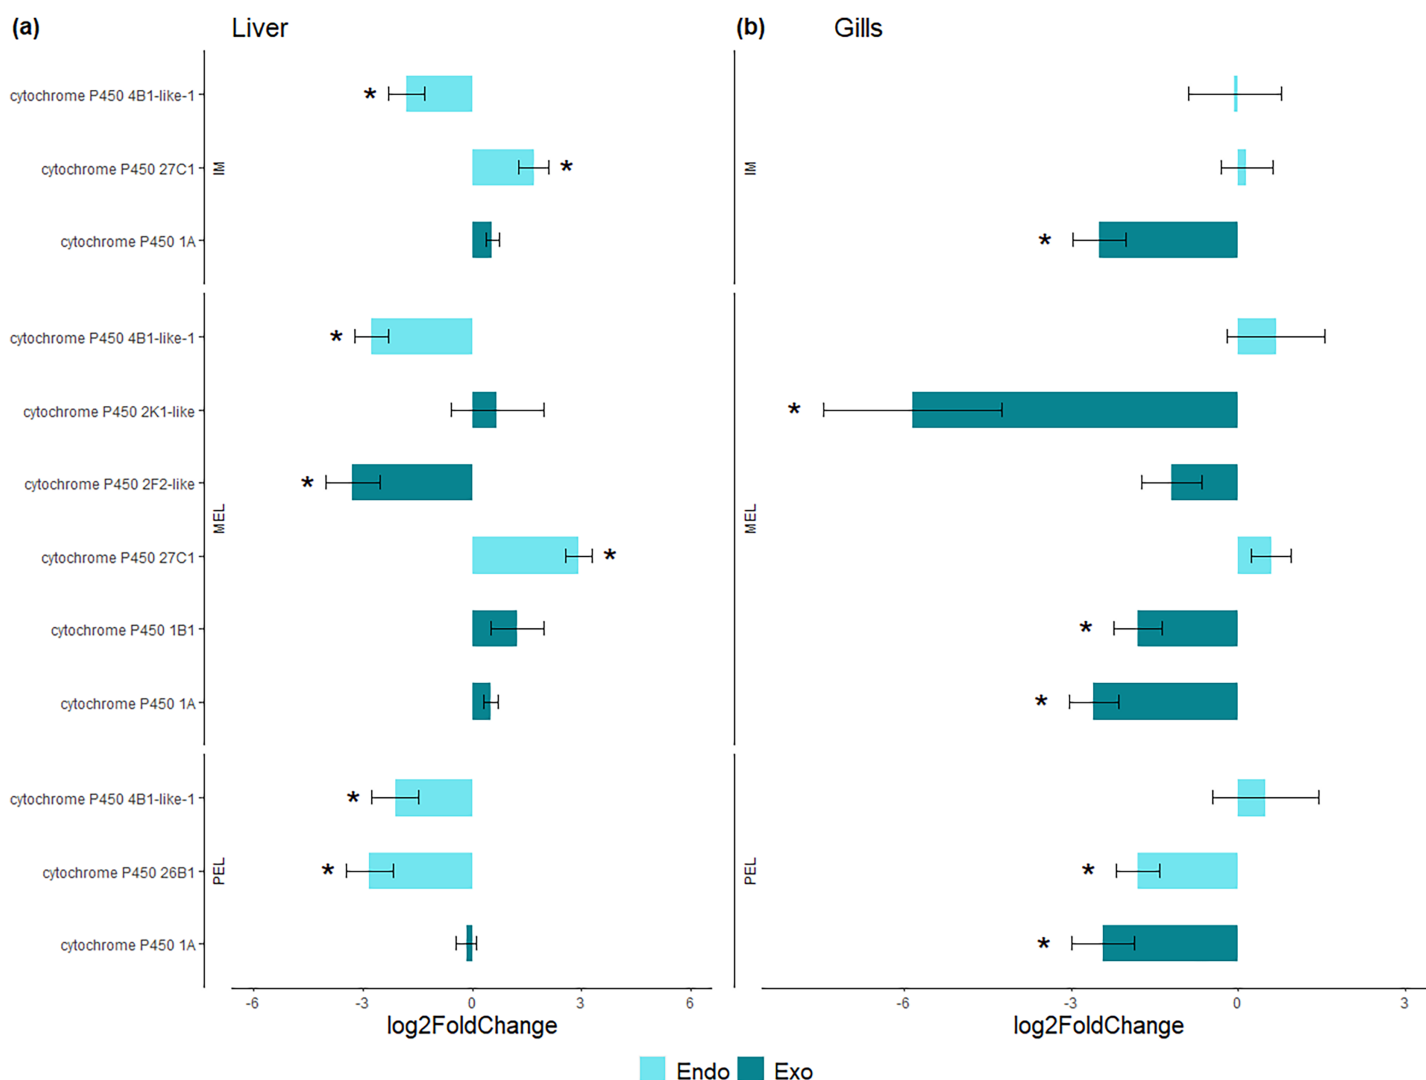 (a) Liver (b) Gills
cytochrome P450 4B1-like-1 *
cytochrome P450 27C1 IM * IM
cytochrome P450 1A *
cytochrome P450 4B1-like-1 *
cytochrome P450 2K1-like *
cytochrome P450 2F2-like *
MEL MEL
cytochrome P450 27C1 *
cytochrome P450 1B1 *
cytochrome P450 1A *
cytochrome P450 4B1-like-1 *
cytochrome P450 26B1 PEL * PEL *
cytochrome P450 1A *
-6 -3 0 3 6 -6 -3 0 3
log2FoldChange log2FoldChange
Endo Exo